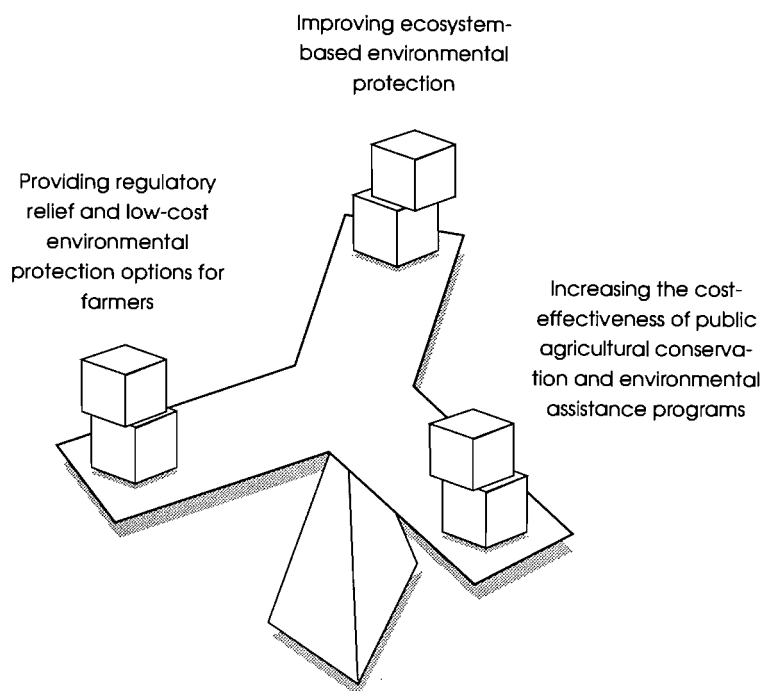 Improving ecosystem-
based environmental
protection
Providing regulatory
relief and low-cost
environmental
protection options for
farmers
Increasing the cost-
effectiveness of public
agricultural conserva-
tion and environmental
assistance programs